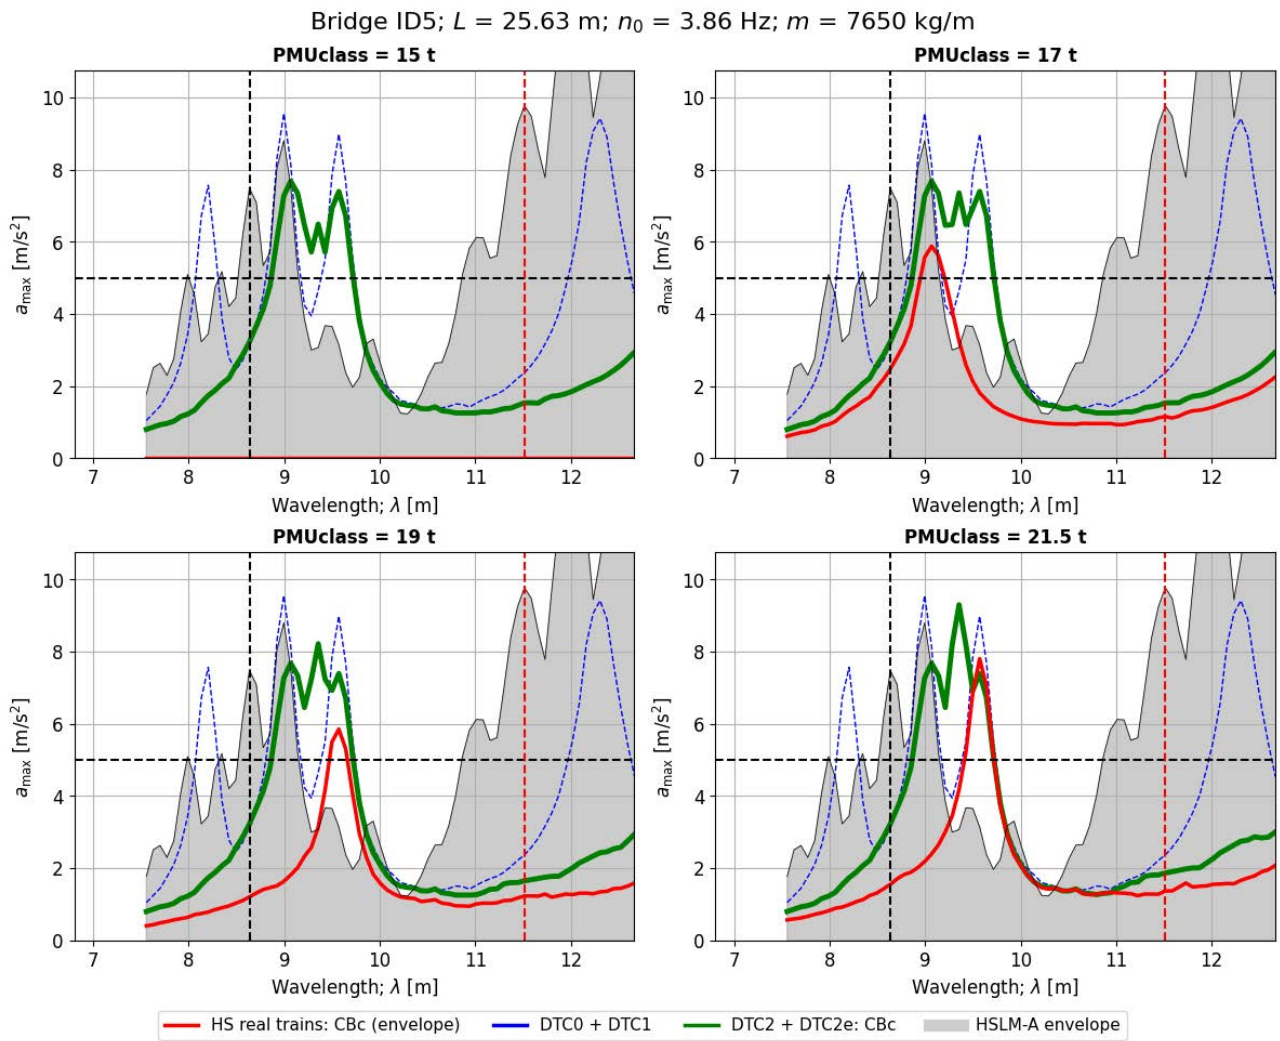 Bridge ID5; L = 25.63 m; n₀ = 3.86 Hz; m = 7650 kg/m
PMUclass = 15 t
10
8
6
4
2
0
a_max [m/s²]
7 8 9 10 11 12
Wavelength; λ [m]
PMUclass = 17 t
10
8
6
4
2
0
a_max [m/s²]
7 8 9 10 11 12
Wavelength; λ [m]
PMUclass = 19 t
10
8
6
4
2
0
a_max [m/s²]
7 8 9 10 11 12
Wavelength; λ [m]
PMUclass = 21.5 t
10
8
6
4
2
0
a_max [m/s²]
7 8 9 10 11 12
Wavelength; λ [m]
HS real trains: CBc (envelope) DTC0 + DTC1 DTC2 + DTC2e: CBc HSLM-A envelope